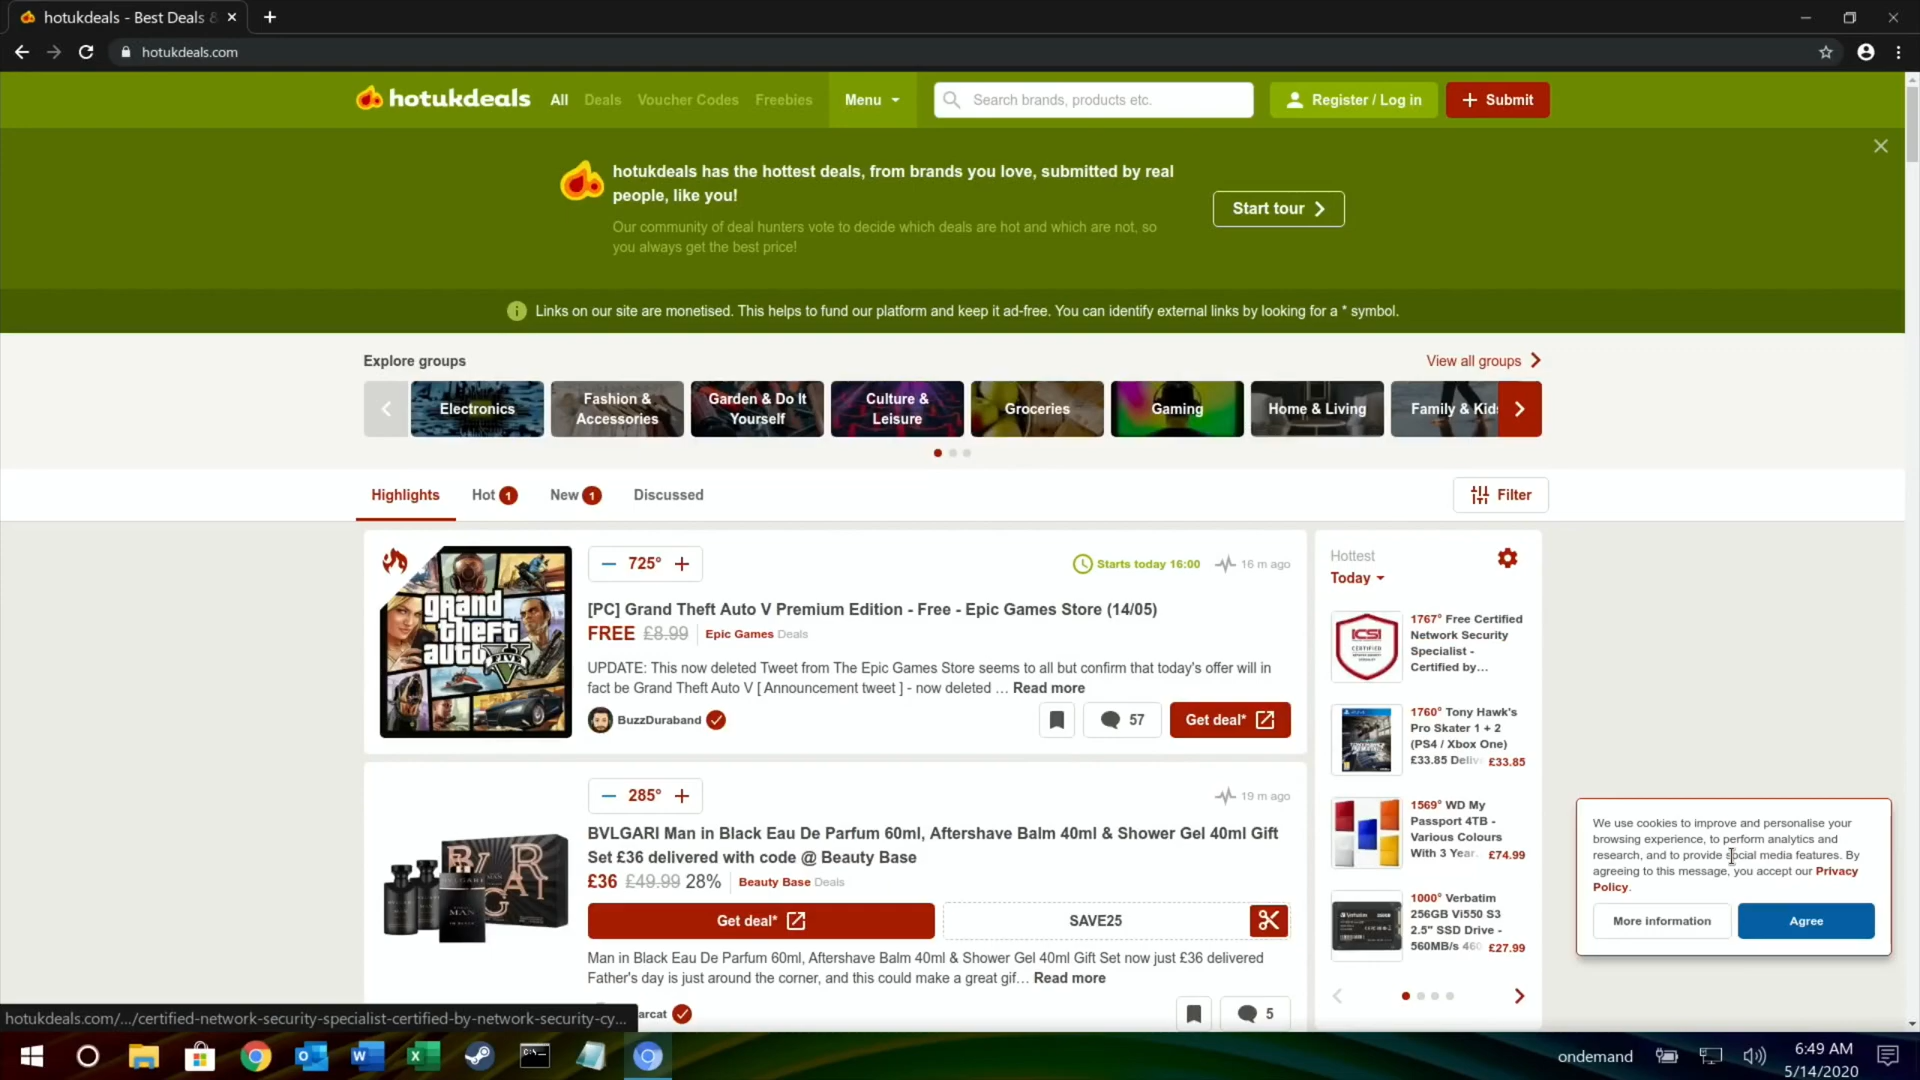 hotukdeals - Best Deals &
hotukdeals.com
hotukdeals All Deals Voucher Codes Freebies Menu Search brands, products etc. Register / Log in Submit
hotukdeals has the hottest deals, from brands you love, submitted by real
people, like you!
Start tour
Our community of deal hunters vote to decide which deals are hot and which are not, so
you always get the best price!
Links on our site are monetised. This helps to fund our platform and keep it ad-free. You can identify external links by looking for a * symbol.
Explore groups
View all groups
Electronics
Fashion &
Accessories
Garden & Do It
Yourself
Culture &
Leisure
Groceries
Gaming
Home & Living
Family & Kids
Highlights Hot 1 New 1 Discussed
Filter
grand
theft
auto
FIVE
725°
Starts today 16:00
16 m ago
[PC] Grand Theft Auto V Premium Edition - Free - Epic Games Store (14/05)
FREE £8.99 Epic Games Deals
UPDATE: This now deleted Tweet from The Epic Games Store seems to all but confirm that today's offer will in
fact be Grand Theft Auto V [ Announcement tweet ] - now deleted … Read more
BuzzDuraband
57
Get deal*
285°
19 m ago
BVLGARI Man in Black Eau De Parfum 60ml, Aftershave Balm 40ml & Shower Gel 40ml Gift
Set £36 delivered with code @ Beauty Base
£36 £49.99 28% Beauty Base Deals
Get deal*
SAVE25
Man in Black Eau De Parfum 60ml, Aftershave Balm 40ml & Shower Gel 40ml Gift Set now just £36 delivered
Father's day is just around the corner, and this could make a great gif… Read more
arcat
5
MAN
Hottest
Today
ICSI
CERTIFIED
1767° Free Certified
Network Security
Specialist -
Certified by…
1760° Tony Hawk's
Pro Skater 1 + 2
(PS4 / Xbox One)
£33.85 Deliv £33.85
1569° WD My
Passport 4TB -
Various Colours
With 3 Year. £74.99
1000° Verbatim
256GB Vi550 S3
2.5" SSD Drive -
560MB/s 460 £27.99
We use cookies to improve and personalise your
browsing experience, to perform analytics and
research, and to provide social media features. By
agreeing to this message, you accept our Privacy
Policy.
More information
Agree
hotukdeals.com/.../certified-network-security-specialist-certified-by-network-security-cy...
ondemand
6:49 AM
5/14/2020